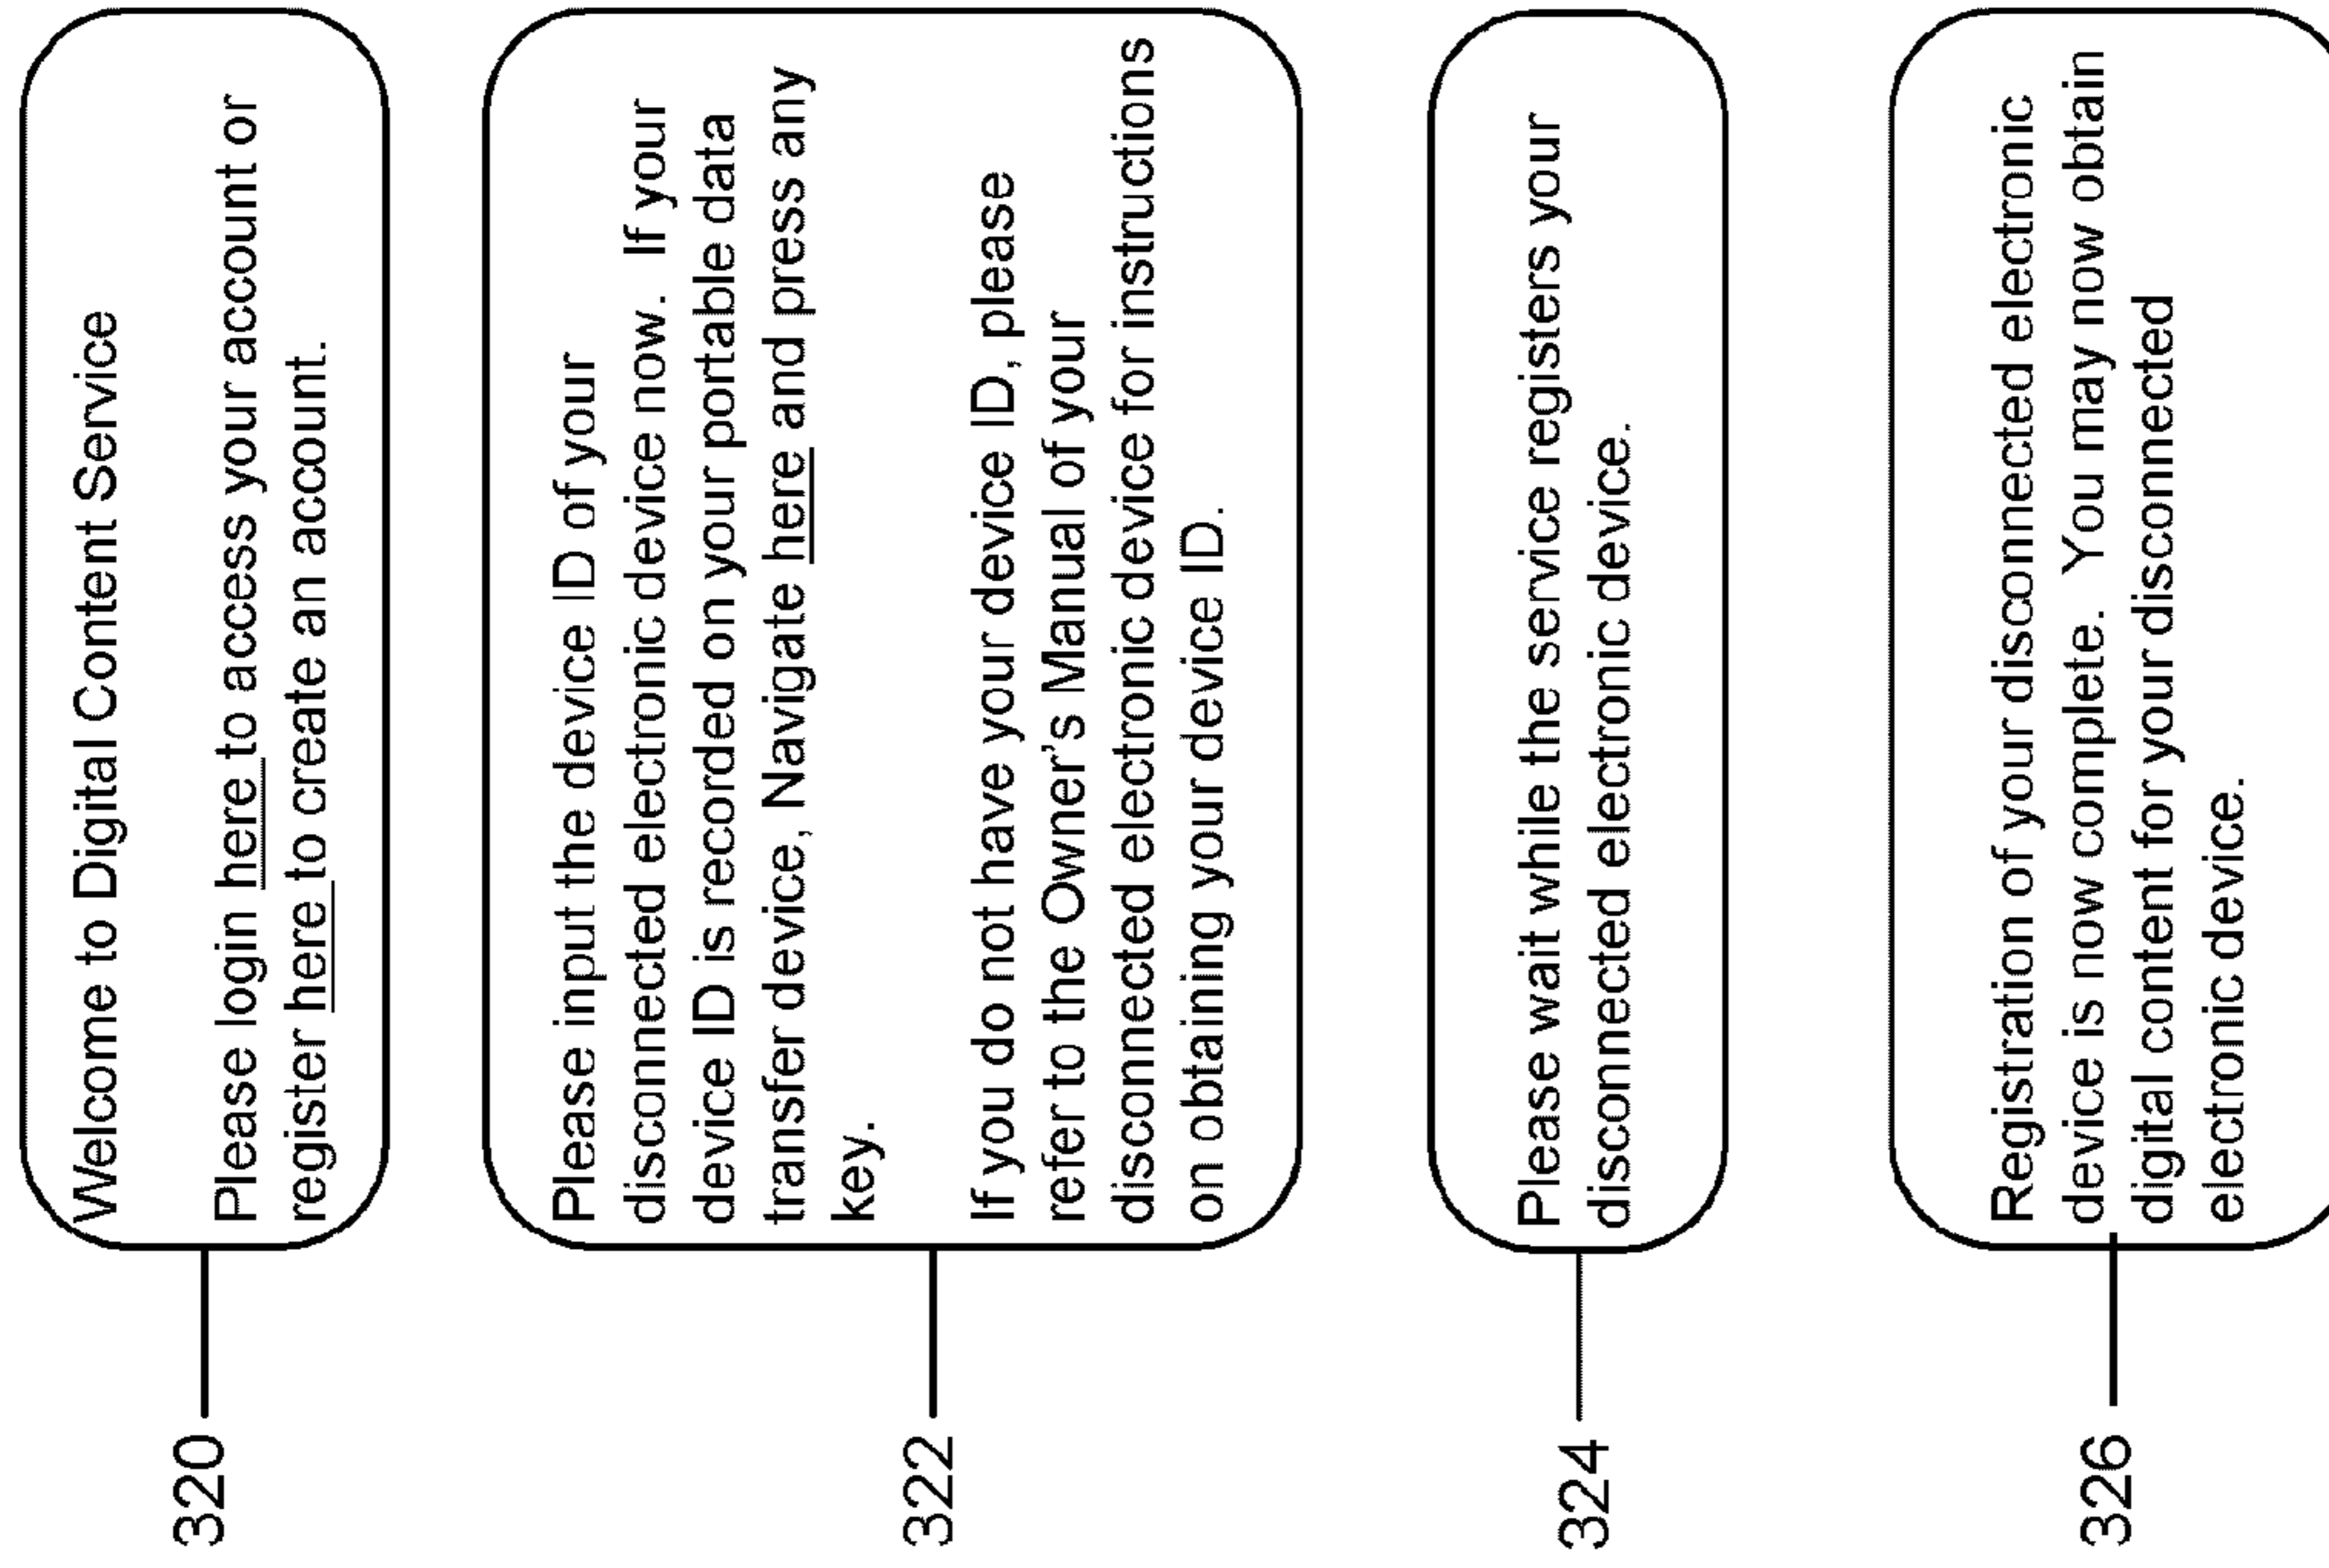 320
Welcome to Digital Content Service
Please login here to access your account or
register here to create an account.
322
Please input the device ID of your
disconnected electronic device now.  If your
device ID is recorded on your portable data
transfer device, Navigate here and press any
key.
If you do not have your device ID, please
refer to the Owner's Manual of your
disconnected electronic device for instructions
on obtaining your device ID.
324
Please wait while the service registers your
disconnected electronic device.
326
Registration of your disconnected electronic
device is now complete.  You may now obtain
digital content for your disconnected
electronic device.